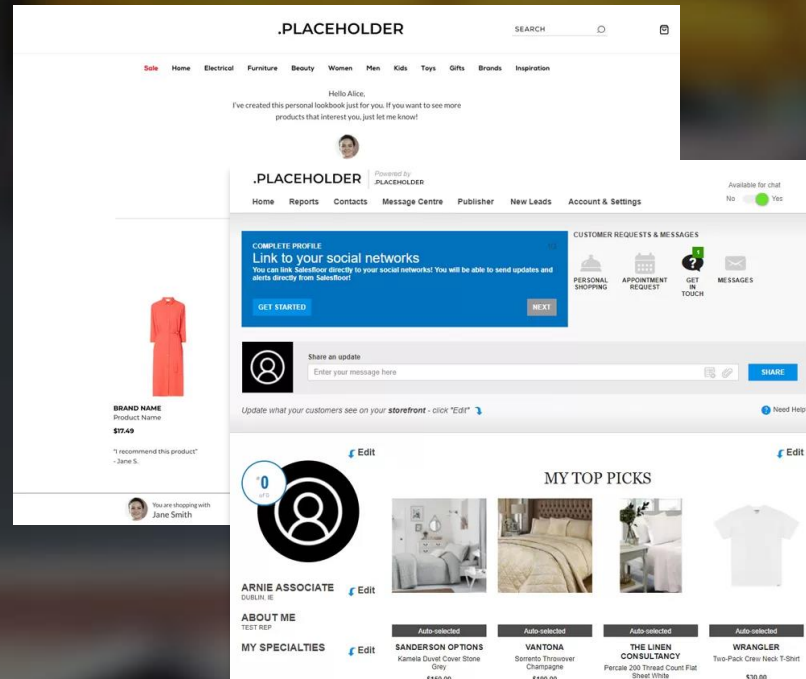 .PLACEHOLDER
SEARCH
Sale Home Electrical Furniture Beauty Women Men Kids Toys Gifts Brands Inspiration
Hello Alice,
I've created this personal lookbook just for you. If you want to see more
products that interest you, just let me know!
BRAND NAME
Product Name
$17.49
"I recommend this product"
- Jane S.
You are shopping with
Jane Smith
.PLACEHOLDER
Powered by
.PLACEHOLDER
Available for chat
No Yes
Home Reports Contacts Message Centre Publisher New Leads Account & Settings
COMPLETE PROFILE
Link to your social networks
You can link Salesfloor directly to your social networks! You will be able to send updates and
alerts directly from Salesfloor!
GET STARTED
NEXT
CUSTOMER REQUESTS & MESSAGES
1
PERSONAL
SHOPPING
APPOINTMENT
REQUEST
GET
IN
TOUCH
MESSAGES
Share an update
Enter your message here
SHARE
Update what your customers see on your storefront - click "Edit"
Need Help
Edit
0
of 0
ARNIE ASSOCIATE
Edit
DUBLIN, IE
ABOUT ME
TEST REP
MY SPECIALTIES
Edit
Edit
MY TOP PICKS
Auto-selected
SANDERSON OPTIONS
Kamela Duvet Cover Stone
Grey
$160.00
Auto-selected
VANTONA
Sorrento Throwover
Champagne
$180.00
Auto-selected
THE LINEN
CONSULTANCY
Percale 200 Thread Count Flat
Sheet White
Auto-selected
WRANGLER
Two-Pack Crew Neck T-Shirt
$30.00